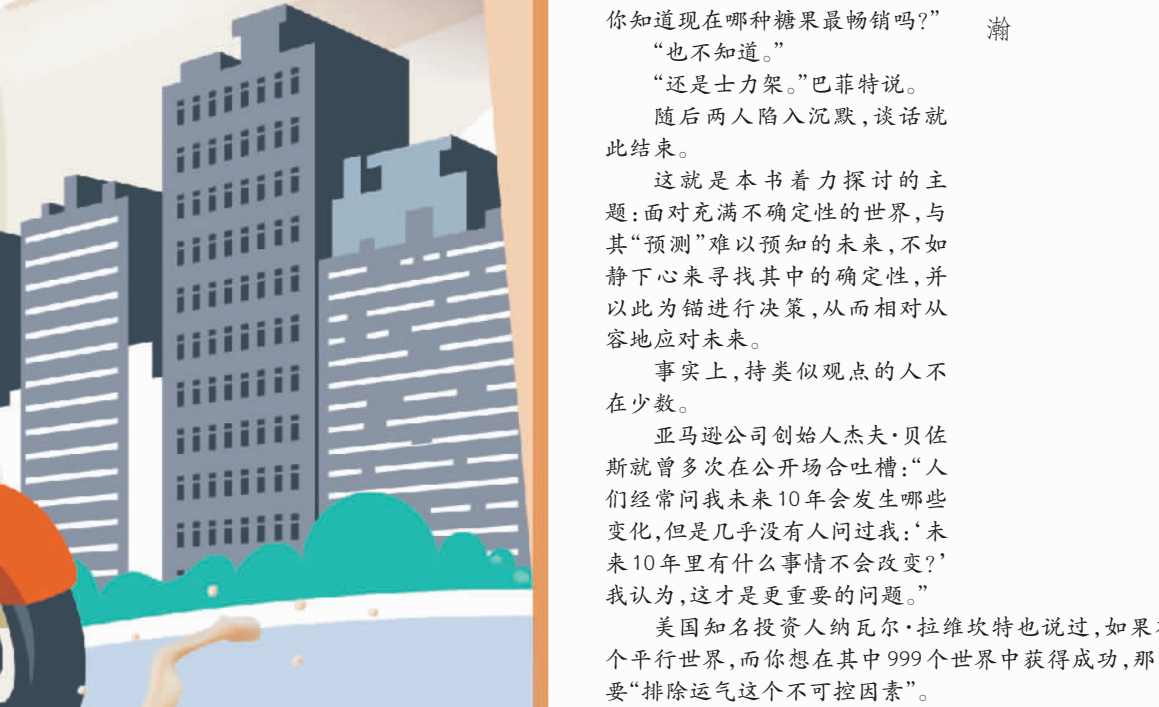 你知道现在哪种糖果最畅销吗?”
“也不知道。”
“还是士力架。”巴菲特说。
随后两人陷入沉默,谈话就
此结束。
这就是本书着力探讨的主
题:面对充满不确定性的世界,与
其“预测”难以预知的未来,不如
静下心来寻找其中的确定性,并
以此为锚进行决策,从而相对从
容地应对未来。
事实上,持类似观点的人不
在少数。
亚马逊公司创始人杰夫·贝佐
斯就曾多次在公开场合吐槽:“人
们经常问我未来10年会发生哪些
变化,但是几乎没有人问过我:‘未
来10年里有什么事情不会改变?’
我认为,这才是更重要的问题。”
美国知名投资人纳瓦尔·拉维坎特也说过,如果
个平行世界,而你想在其中999个世界中获得成功,那
要“排除运气这个不可控因素”。
瀚